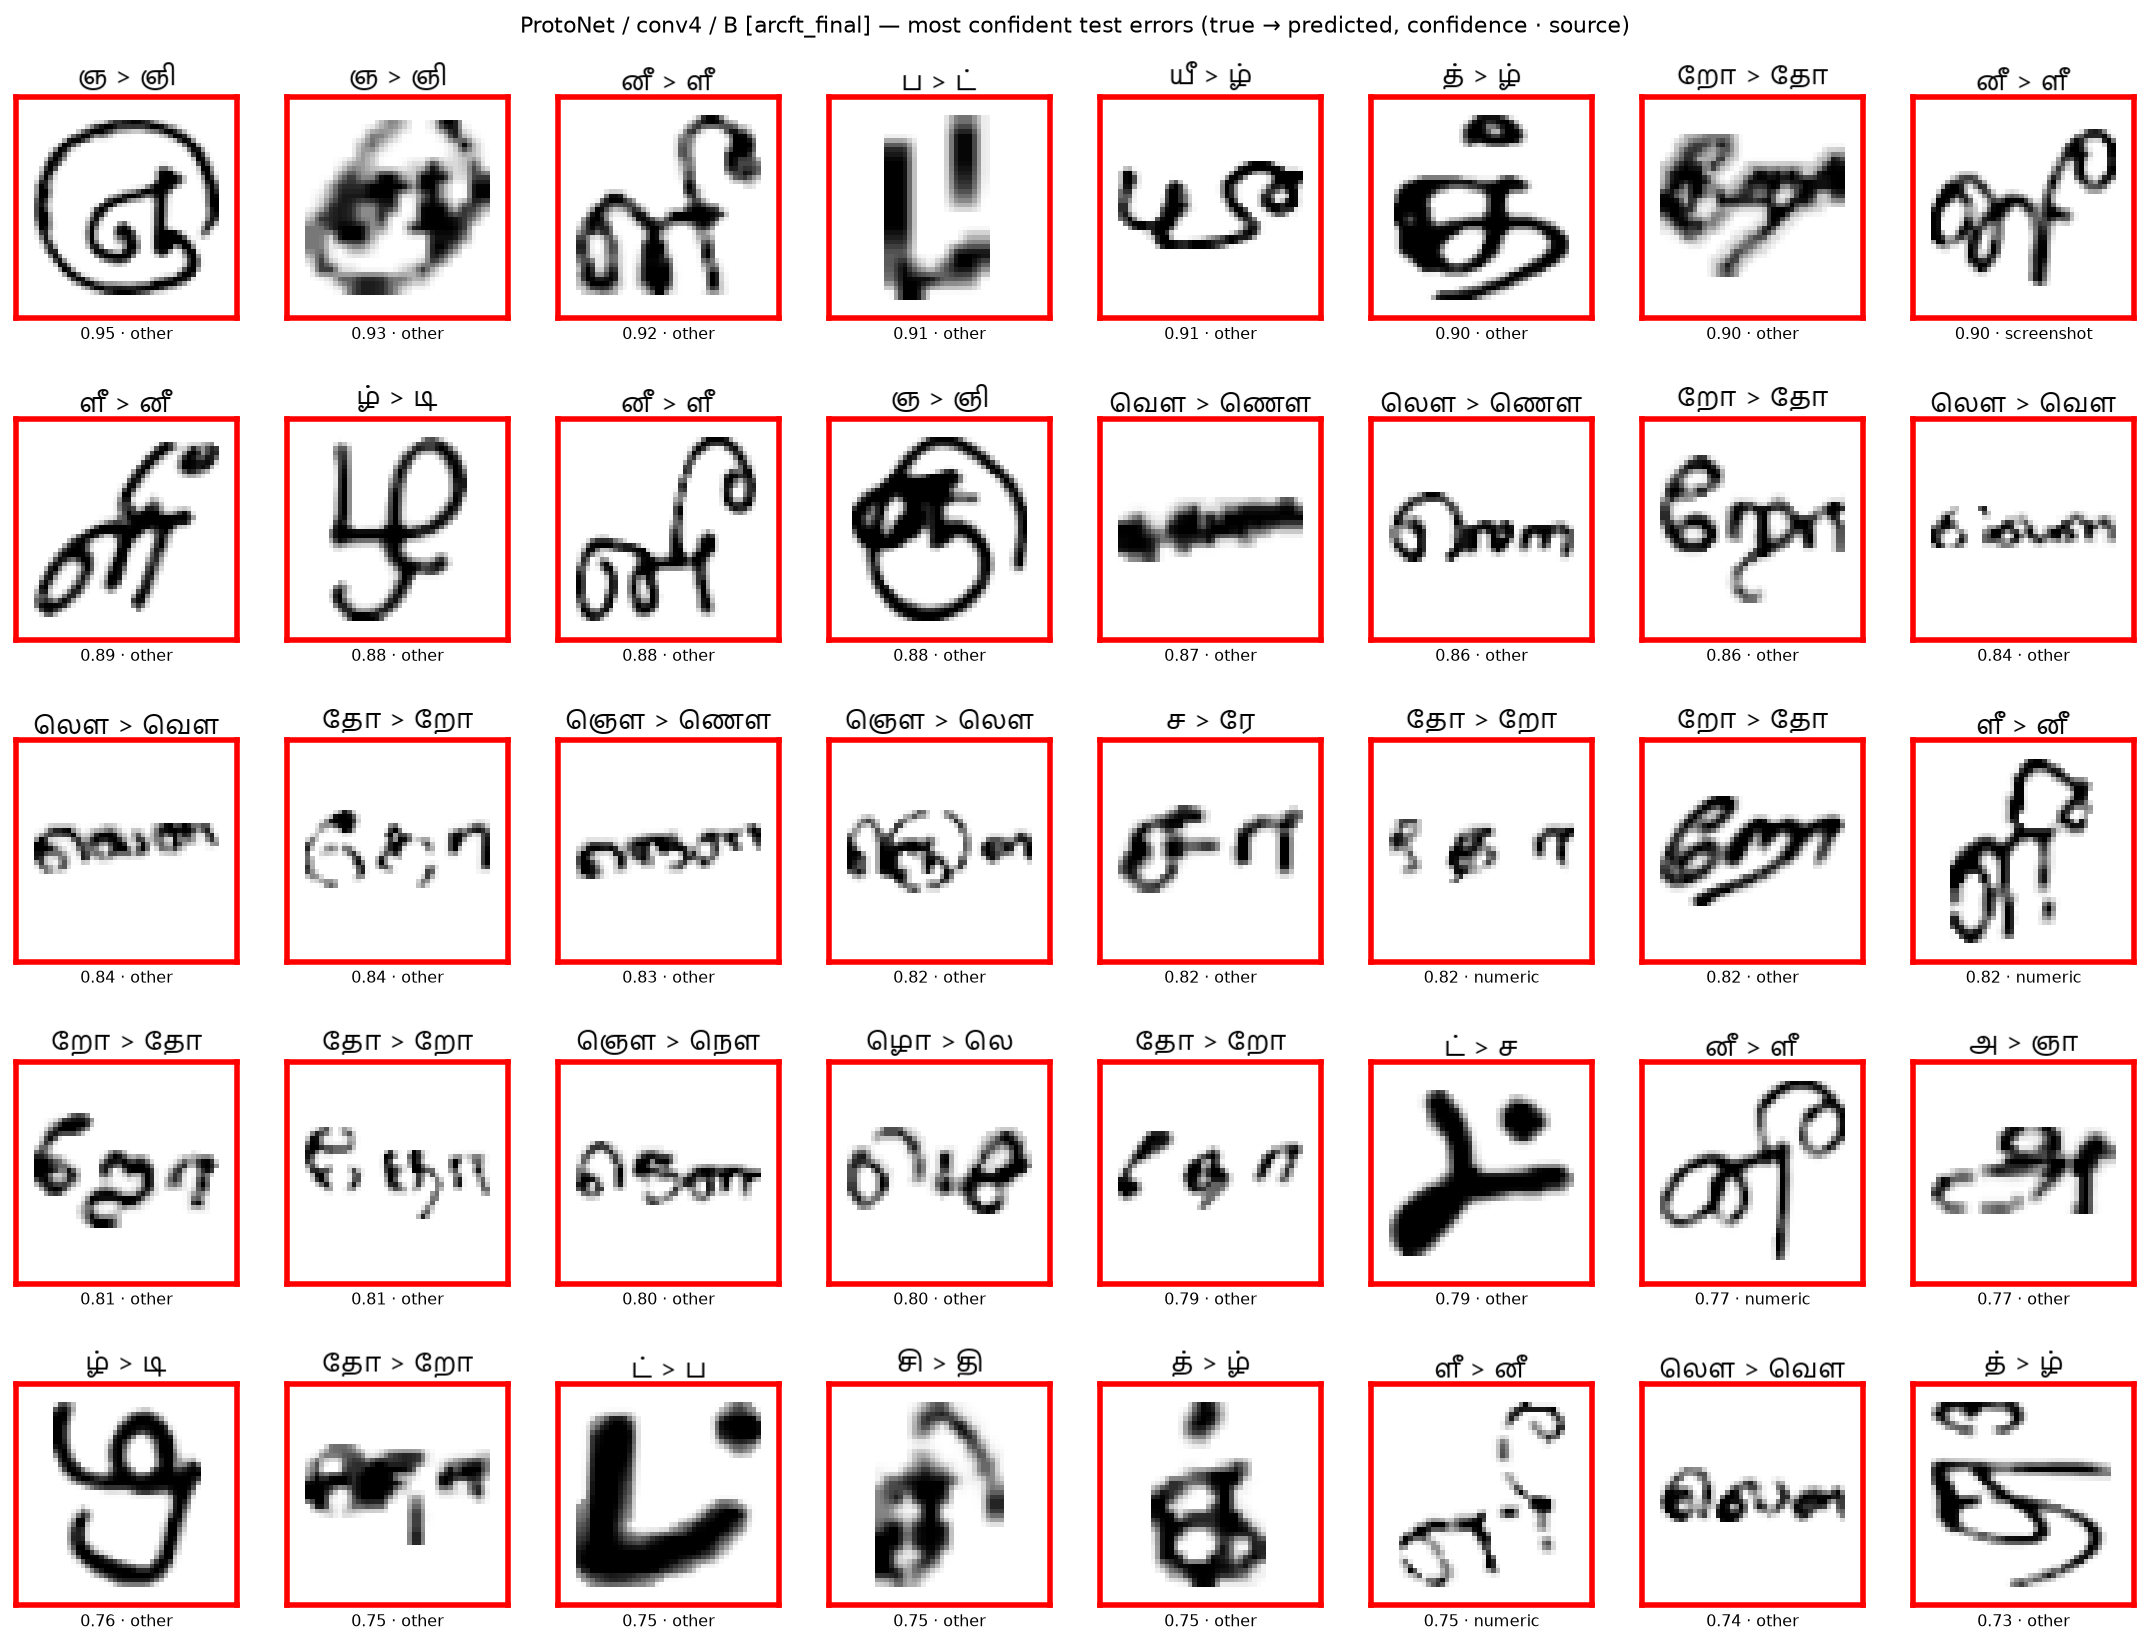 ProtoNet / conv4 / B [arcft_final] — most confident test errors (true → predicted, confidence · source)
ஞ > ஞி ஞ > ஞி னீ > ளீ ப > ட் யீ > ழ் த் > ழ் றோ > தோ னீ > ளீ
0.95 · other 0.93 · other 0.92 · other 0.91 · other 0.91 · other 0.90 · other 0.90 · other 0.90 · screenshot
ளீ > னீ ழ் > டி னீ > ளீ ஞ > ஞி வௌ > ணௌ லௌ > ணௌ றோ > தோ லௌ > வௌ
0.89 · other 0.88 · other 0.88 · other 0.88 · other 0.87 · other 0.86 · other 0.86 · other 0.84 · other
லௌ > வௌ தோ > றோ ஞௌ > ணௌ ஞௌ > லௌ ச > ரே தோ > றோ றோ > தோ ளீ > னீ
0.84 · other 0.84 · other 0.83 · other 0.82 · other 0.82 · other 0.82 · numeric 0.82 · other 0.82 · numeric
றோ > தோ தோ > றோ ஞௌ > நௌ ழொ > லெ தோ > றோ ட் > ச னீ > ளீ அ > ஞா
0.81 · other 0.81 · other 0.80 · other 0.80 · other 0.79 · other 0.79 · other 0.77 · numeric 0.77 · other
ழ் > டி தோ > றோ ட் > ப சி > தி த் > ழ் ளீ > னீ லௌ > வௌ த் > ழ்
0.76 · other 0.75 · other 0.75 · other 0.75 · other 0.75 · other 0.75 · numeric 0.74 · other 0.73 · other